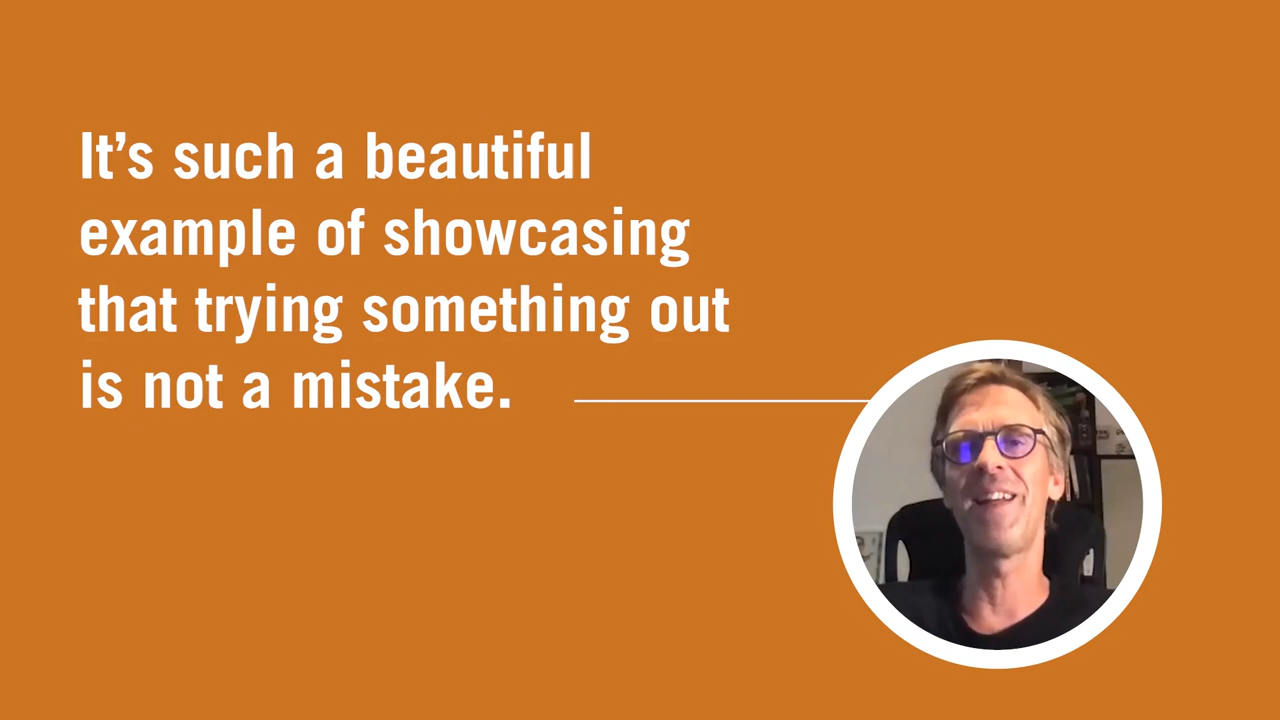 It’s such a beautiful
example of showcasing
that trying something out
is not a mistake.